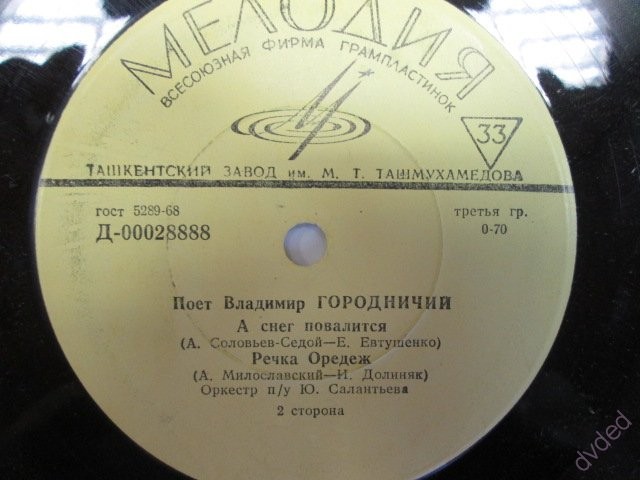 МЕЛОДИЯ
ВСЕСОЮЗНАЯ ФИРМА ГРАМПЛАСТИНОК
33
ТАШКЕНТСКИЙ ЗАВОД им. М. Т. ТАШМУХАМЕДОВА
гост 5289-68
третья гр.
Д-00028888
0-70
Поет Владимир ГОРОДНИЧИЙ
А снег повалится
(А. Соловьев-Седой—Е. Евтушенко)
Речка Оредеж
(А. Милославский—И. Долиняк)
Оркестр п/у Ю. Салантьева
2 сторона
dvded